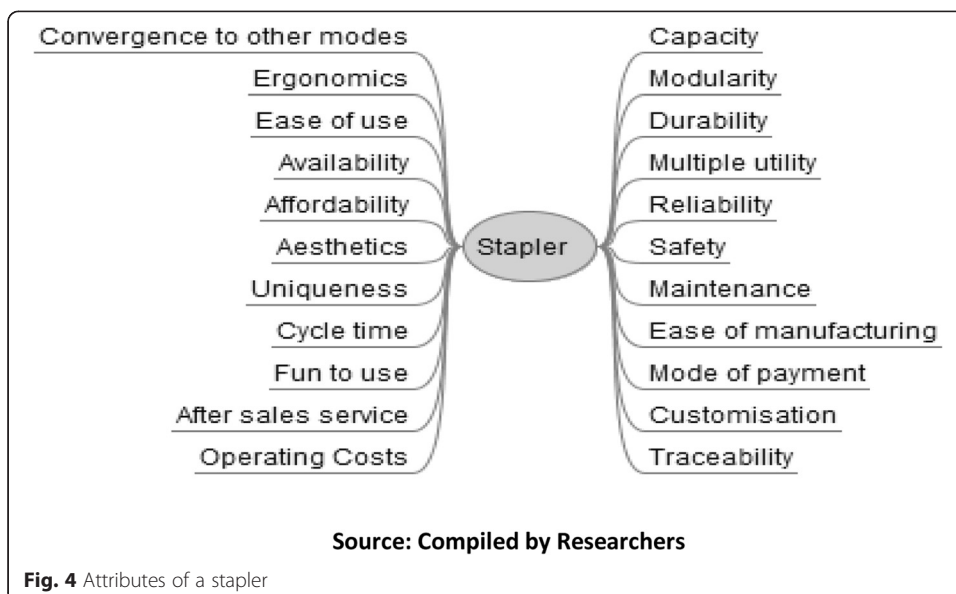 Convergence to other modes
Ergonomics
Ease of use
Availability
Affordability
Aesthetics
Uniqueness
Cycle time
Fun to use
After sales service
Operating Costs
Stapler
Capacity
Modularity
Durability
Multiple utility
Reliability
Safety
Maintenance
Ease of manufacturing
Mode of payment
Customisation
Traceability
Source: Compiled by Researchers
Fig. 4 Attributes of a stapler